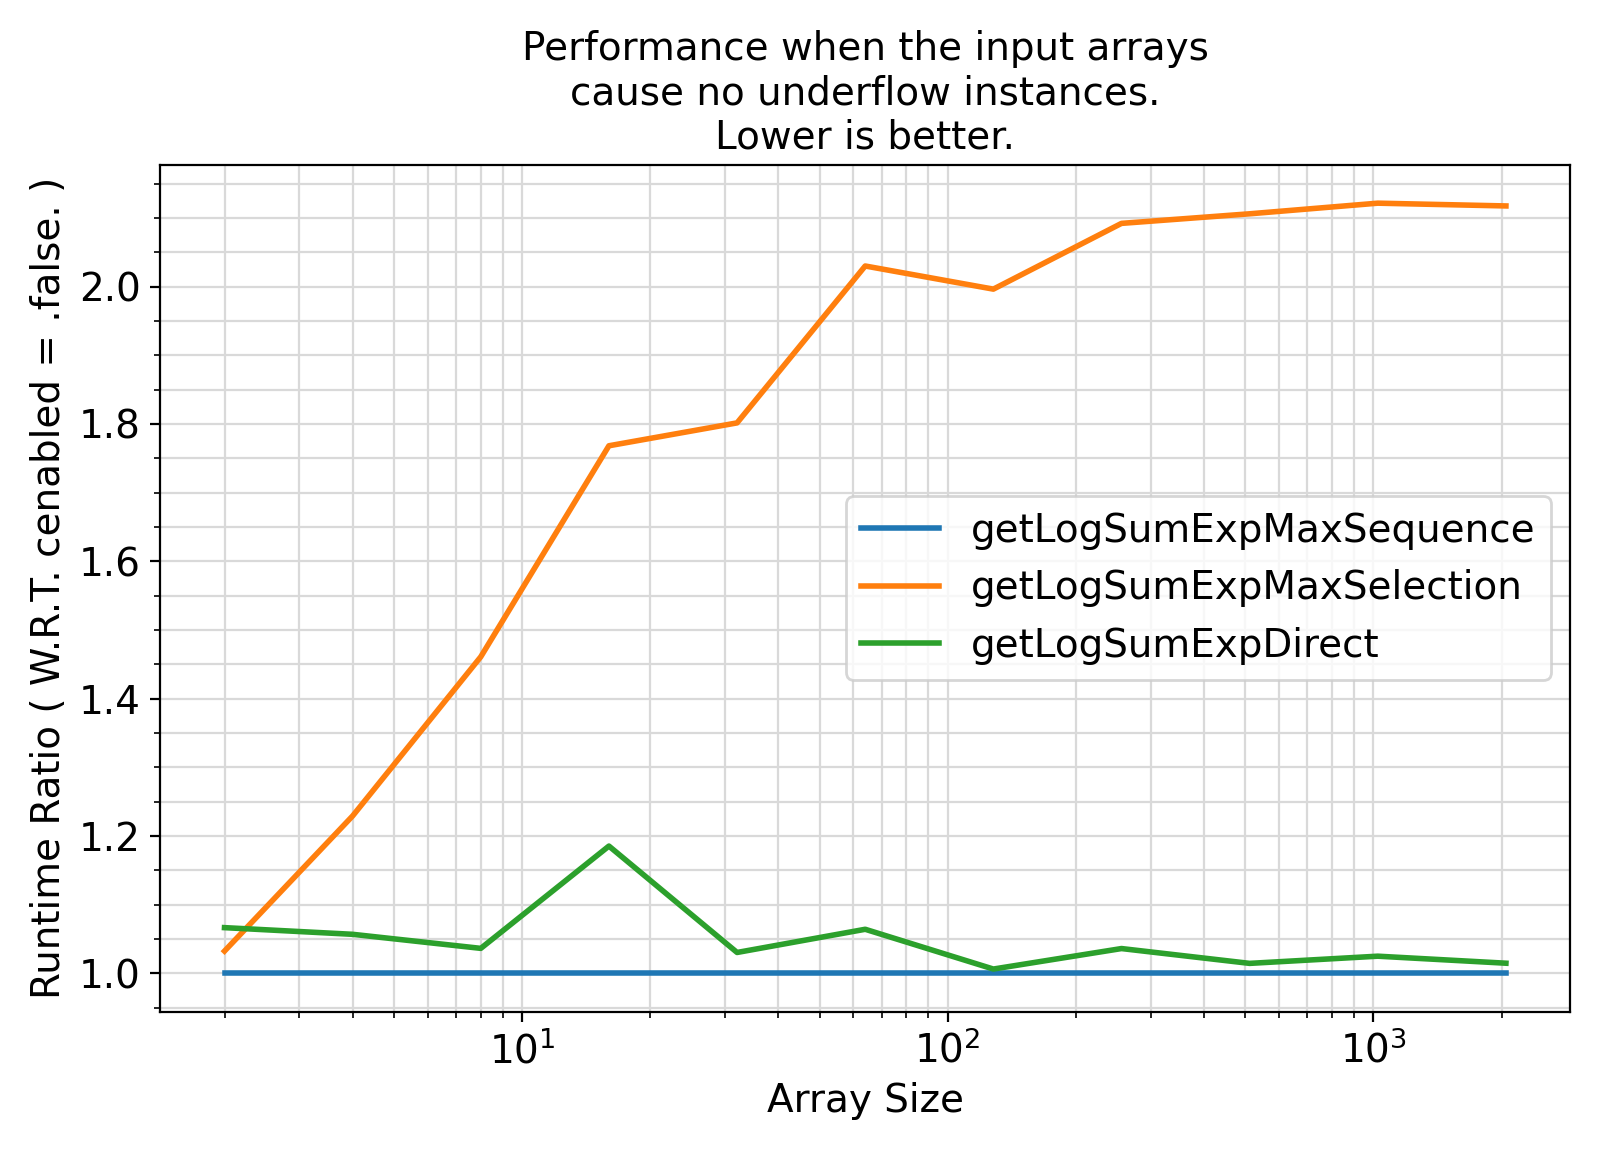 Performance when the input arrays
cause no underflow instances.
Lower is better.
Runtime Ratio ( W.R.T. cenabled = .false. )
2.0
1.8
1.6
1.4
1.2
1.0
getLogSumExpMaxSequence
getLogSumExpMaxSelection
getLogSumExpDirect
10¹ 10² 10³
Array Size